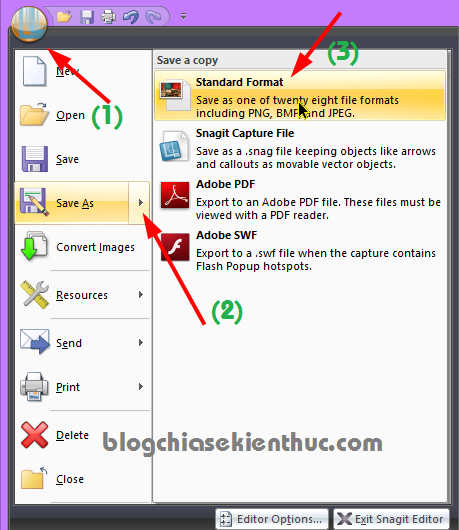 Save a copy
(1)
(2)
(3)
New
Open
Save
Save As
Convert Images
Resources
Send
Print
Delete
Close
Standard Format
Save as one of twenty eight file formats
including PNG, BMP, and JPEG.
Snagit Capture File
Save as a .snag file keeping objects like arrows
and callouts as movable vector objects.
Adobe PDF
Export to an Adobe PDF file. These files must be
viewed with a PDF reader.
Adobe SWF
Export to a .swf file when the capture contains
Flash Popup hotspots.
blogchiasekienthuc.com
Editor Options...
Exit Snagit Editor